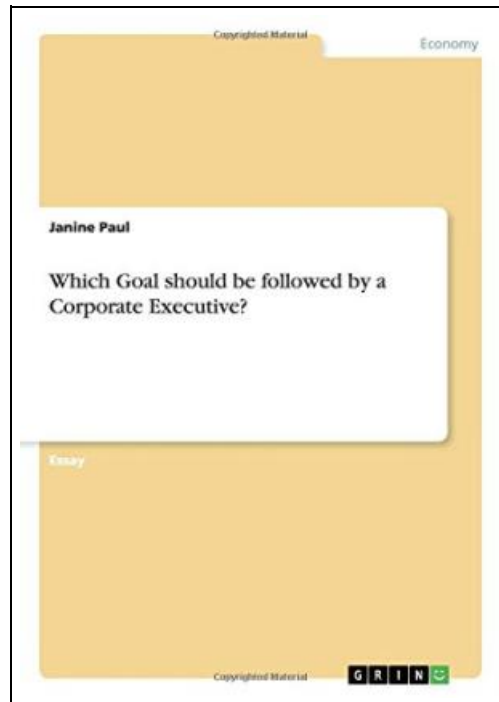 Copyrighted Material
Economy
Janine Paul
Which Goal should be followed by a
Corporate Executive?
Essay
Copyrighted Material
GRIN